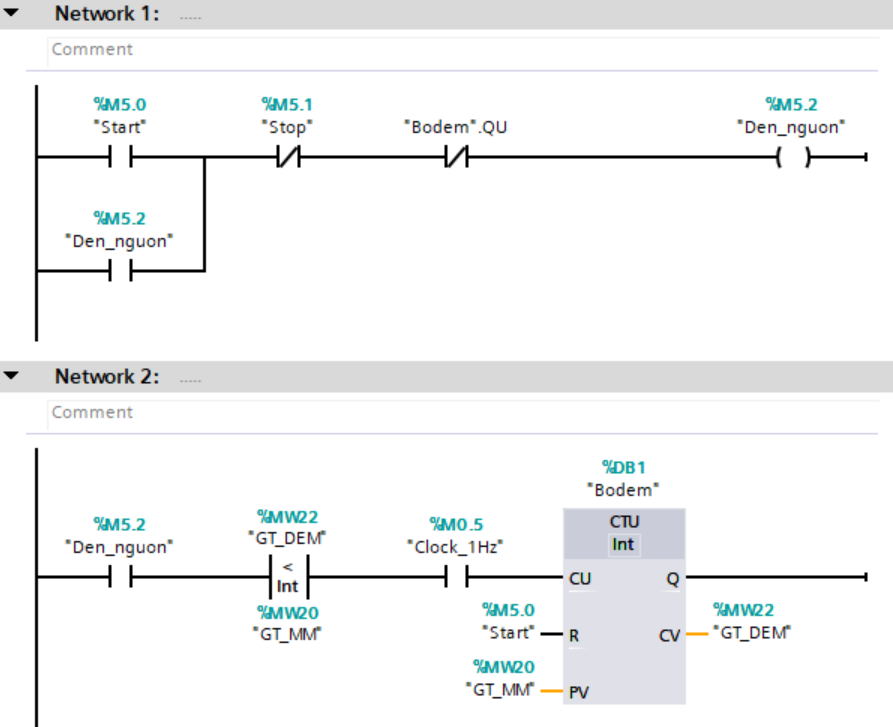 Network 1: .....
Comment
%M5.0
"Start"
%M5.1
"Stop"
"Bodem".QU
%M5.2
"Den_nguon"
%M5.2
"Den_nguon"
Network 2: .....
Comment
%DB1
"Bodem"
%M5.2
"Den_nguon"
%MW22
"GT_DEM"
<
Int
%MW20
"GT_MM"
%M0.5
"Clock_1Hz"
CTU
Int
CU Q
%M5.0
"Start" R
%MW22
CV "GT_DEM"
%MW20
"GT_MM" PV